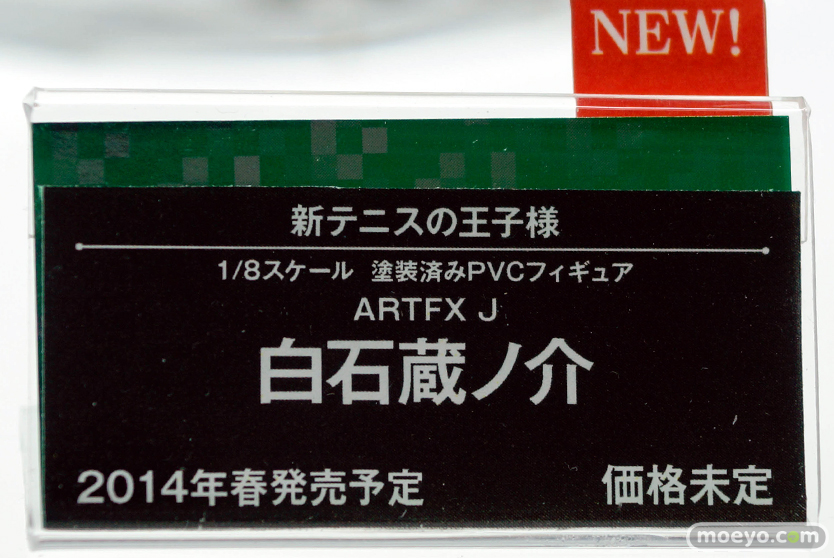 NEW!
新テニスの王子様
1/8スケール 塗装済みPVCフィギュア
ARTFX J
白石蔵ノ介
2014年春発売予定 価格未定
moeyo.com